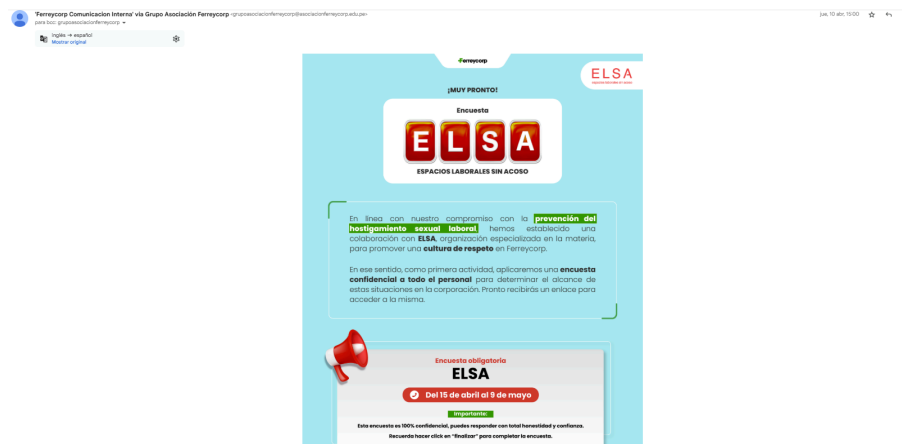 'Ferreycorp Comunicacion Interna' via Grupo Asociación Ferreycorp <grupoasociacionferreycorp@asociacionferreycorp.edu.pe>
jue, 10 abr, 15:00
para bcc: grupoasociacionferreycorp
inglés → español
Mostrar original
Ferreycorp
ELSA
¡MUY PRONTO!
Encuesta
ELSA
ESPACIOS LABORALES SIN ACOSO
En línea con nuestro compromiso con la prevención del
hostigamiento sexual laboral, hemos establecido una
colaboración con ELSA, organización especializada en la materia,
para promover una cultura de respeto en Ferreycorp.
En ese sentido, como primera actividad, aplicaremos una encuesta
confidencial a todo el personal para determinar el alcance de
estas situaciones en la corporación. Pronto recibirás un enlace para
acceder a la misma.
Encuesta obligatoria
ELSA
Del 15 de abril al 9 de mayo
Importante:
Esta encuesta es 100% confidencial, puedes responder con total honestidad y confianza.
Recuerda hacer click en "finalizar" para completar la encuesta.